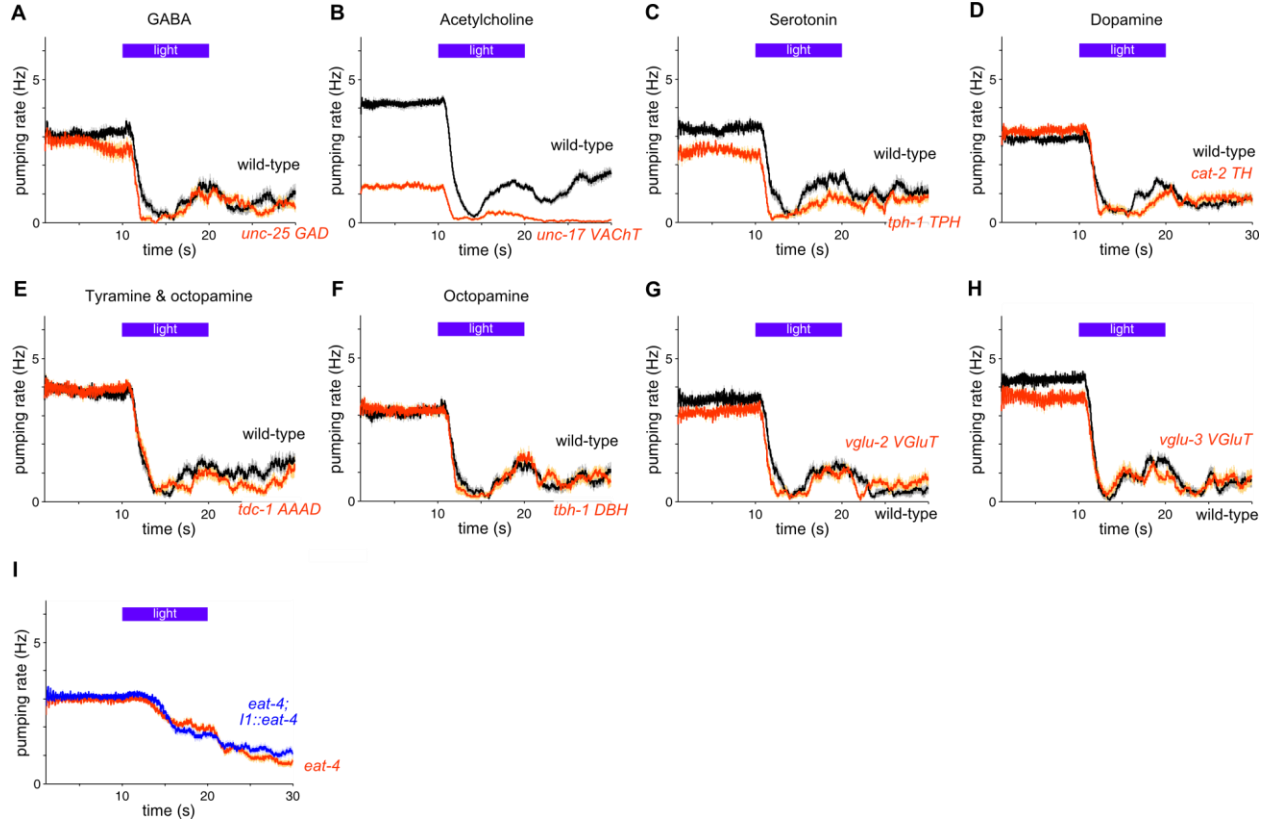 A
GABA
light
pumping rate (Hz)
5
0
10
20
wild-type
unc-25 GAD
time (s)
B
Acetylcholine
light
pumping rate (Hz)
5
0
10
20
wild-type
unc-17 VAChT
time (s)
C
Serotonin
light
pumping rate (Hz)
5
0
10
20
wild-type
tph-1 TPH
time (s)
D
Dopamine
light
pumping rate (Hz)
5
0
10
20
30
wild-type
cat-2 TH
time (s)
E
Tyramine & octopamine
light
pumping rate (Hz)
5
0
10
20
wild-type
tdc-1 AAAD
time (s)
F
Octopamine
light
pumping rate (Hz)
5
0
10
20
wild-type
tbh-1 DBH
time (s)
G
light
pumping rate (Hz)
5
0
10
20
vglu-2 VGluT
wild-type
time (s)
H
light
pumping rate (Hz)
5
0
10
20
vglu-3 VGluT
wild-type
time (s)
I
light
pumping rate (Hz)
5
0
10
20
30
eat-4;
I1::eat-4
eat-4
time (s)